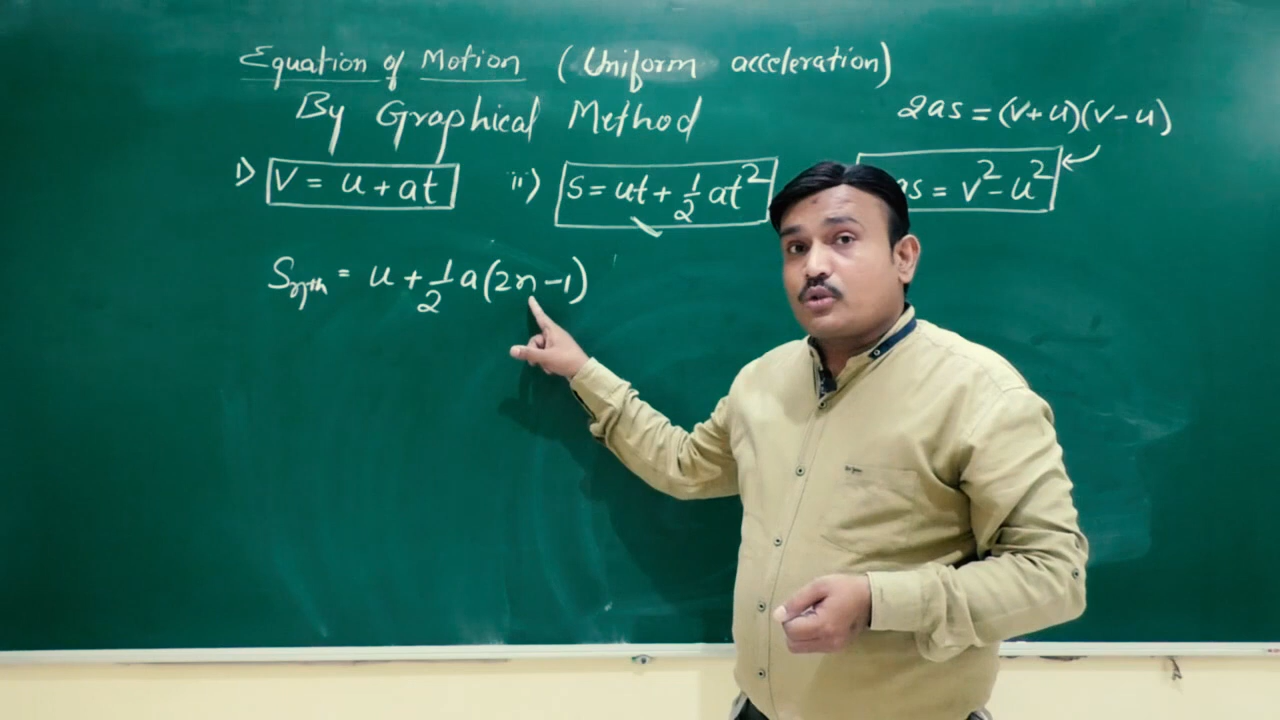 Equation of Motion (Uniform acceleration)
By Graphical Method
2as = (v+u)(v-u)
i) V = u + at ii) S = ut + 1/2 at² as = v² - u²
Snth = u + 1/2 a(2n-1)